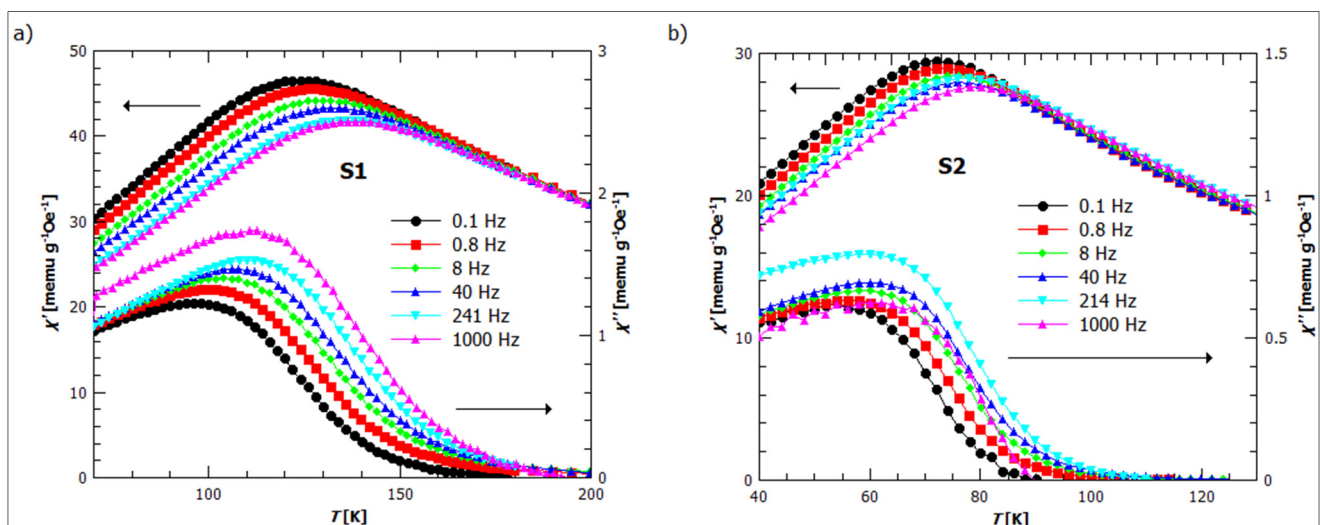 a)
50
40
30
20
10
0
χ' [memu g⁻¹Oe⁻¹]
3
2
1
0
χ'' [memu g⁻¹Oe⁻¹]
S1
0.1 Hz
0.8 Hz
8 Hz
40 Hz
241 Hz
1000 Hz
100 150 200
T [K]
b)
30
20
10
0
χ' [memu g⁻¹Oe⁻¹]
1.5
1
0.5
0
χ'' [memu g⁻¹Oe⁻¹]
S2
0.1 Hz
0.8 Hz
8 Hz
40 Hz
214 Hz
1000 Hz
40 60 80 100 120
T [K]